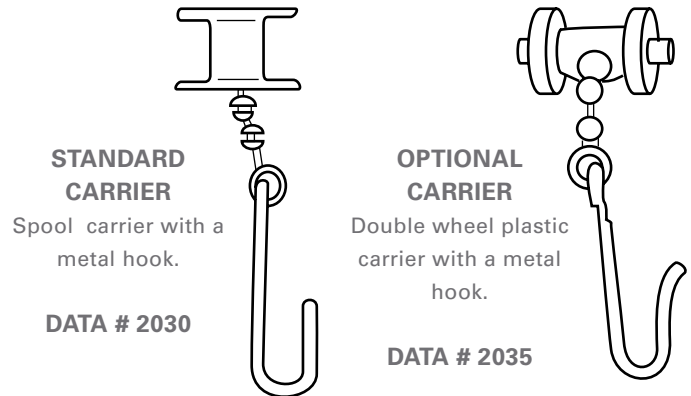 STANDARD
CARRIER
Spool carrier with a
metal hook.
DATA # 2030
OPTIONAL
CARRIER
Double wheel plastic
carrier with a metal
hook.
DATA # 2035